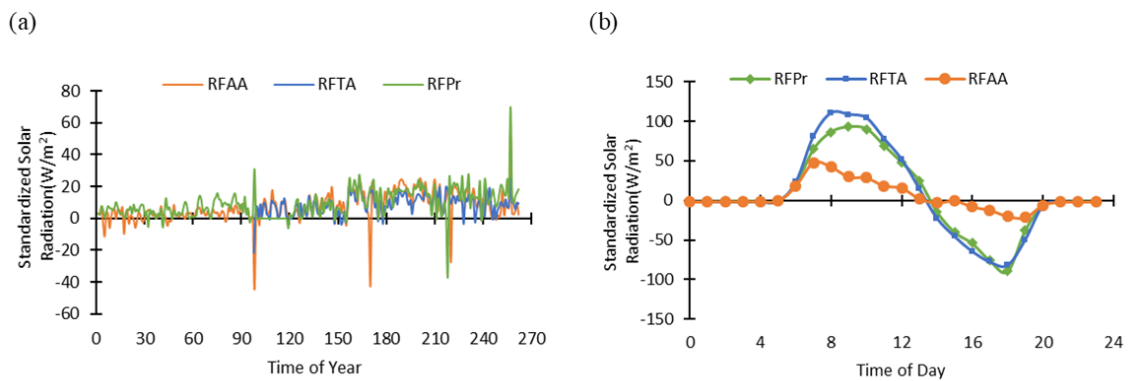 (a)
RFAA RFTA RFPr
Standardized Solar
Radiation(W/m²)
80
60
40
20
0
-20
-40
-60
0 30 60 90 120 150 180 210 240 270
Time of Year
(b)
RFPr RFTA RFAA
Standardized Solar
Radiation(W/m²)
150
100
50
0
-50
-100
-150
0 4 8 12 16 20 24
Time of Day